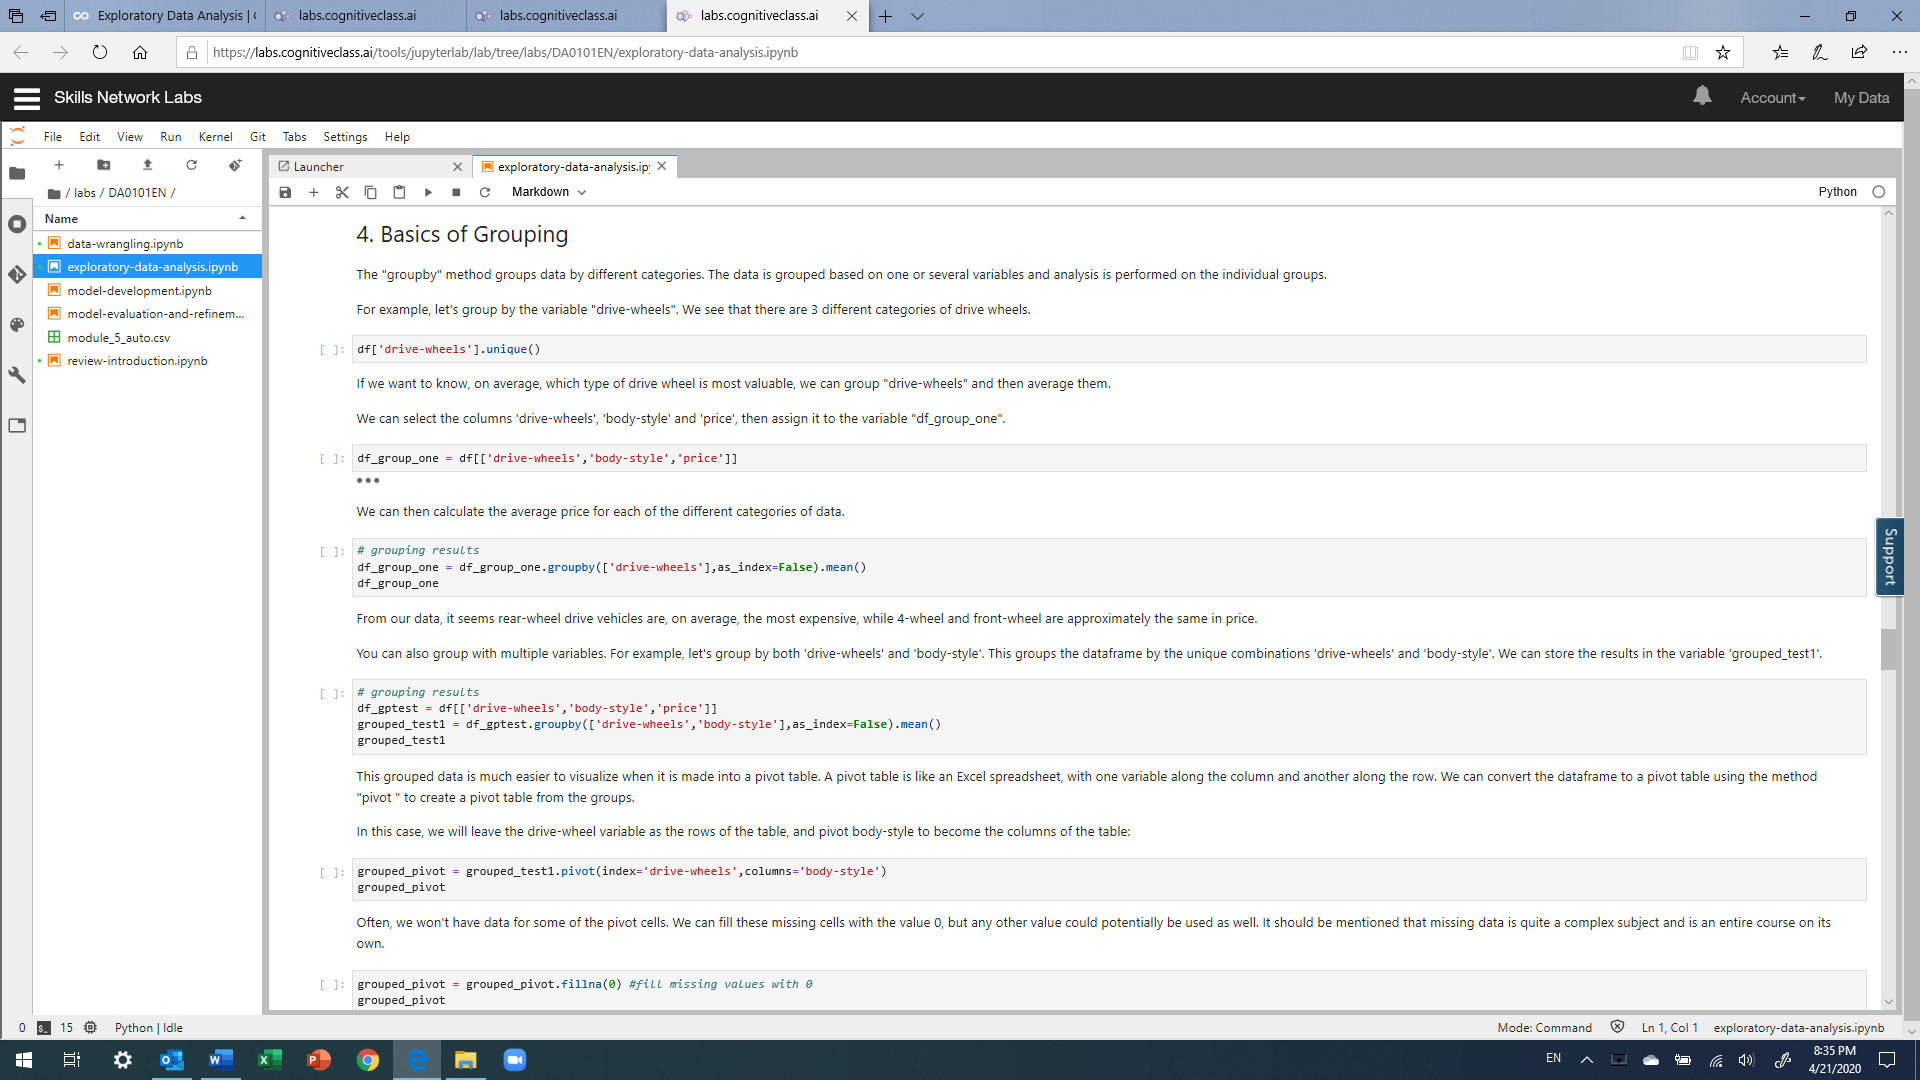 Exploratory Data Analysis | (
labs.cognitiveclass.ai
labs.cognitiveclass.ai
labs.cognitiveclass.ai
https://labs.cognitiveclass.ai/tools/jupyterlab/lab/tree/labs/DA0101EN/exploratory-data-analysis.ipynb
Skills Network Labs
Account
My Data
File Edit View Run Kernel Git Tabs Settings Help
/ labs / DA0101EN /
Name
data-wrangling.ipynb
exploratory-data-analysis.ipynb
model-development.ipynb
model-evaluation-and-refinem...
module_5_auto.csv
review-introduction.ipynb
Launcher
exploratory-data-analysis.ip
Markdown
Python
4. Basics of Grouping
The "groupby" method groups data by different categories. The data is grouped based on one or several variables and analysis is performed on the individual groups.
For example, let's group by the variable "drive-wheels". We see that there are 3 different categories of drive wheels.
[ ]: df['drive-wheels'].unique()
If we want to know, on average, which type of drive wheel is most valuable, we can group "drive-wheels" and then average them.
We can select the columns 'drive-wheels', 'body-style' and 'price', then assign it to the variable "df_group_one".
[ ]: df_group_one = df[['drive-wheels','body-style','price']]
We can then calculate the average price for each of the different categories of data.
[ ]: # grouping results
df_group_one = df_group_one.groupby(['drive-wheels'],as_index=False).mean()
df_group_one
From our data, it seems rear-wheel drive vehicles are, on average, the most expensive, while 4-wheel and front-wheel are approximately the same in price.
You can also group with multiple variables. For example, let's group by both 'drive-wheels' and 'body-style'. This groups the dataframe by the unique combinations 'drive-wheels' and 'body-style'. We can store the results in the variable 'grouped_test1'.
[ ]: # grouping results
df_gptest = df[['drive-wheels','body-style','price']]
grouped_test1 = df_gptest.groupby(['drive-wheels','body-style'],as_index=False).mean()
grouped_test1
This grouped data is much easier to visualize when it is made into a pivot table. A pivot table is like an Excel spreadsheet, with one variable along the column and another along the row. We can convert the dataframe to a pivot table using the method
"pivot " to create a pivot table from the groups.
In this case, we will leave the drive-wheel variable as the rows of the table, and pivot body-style to become the columns of the table:
[ ]: grouped_pivot = grouped_test1.pivot(index='drive-wheels',columns='body-style')
grouped_pivot
Often, we won't have data for some of the pivot cells. We can fill these missing cells with the value 0, but any other value could potentially be used as well. It should be mentioned that missing data is quite a complex subject and is an entire course on its
own.
[ ]: grouped_pivot = grouped_pivot.fillna(0) #fill missing values with 0
grouped_pivot
Support
0 15 Python | Idle
Mode: Command Ln 1, Col 1 exploratory-data-analysis.ipynb
EN
8:35 PM
4/21/2020